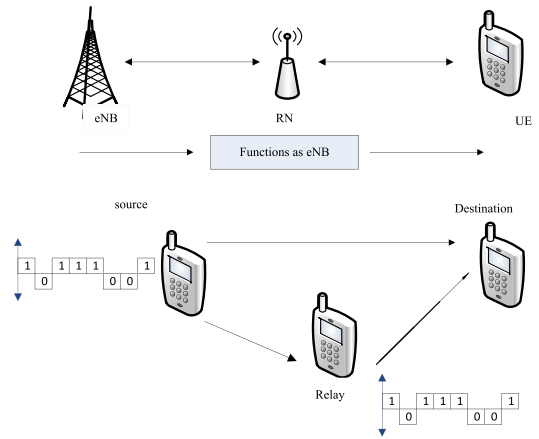 eNB
RN
UE
Functions as eNB
source
Destination
1 0 1 1 1 0 0 1
Relay
1 0 1 1 1 0 0 1